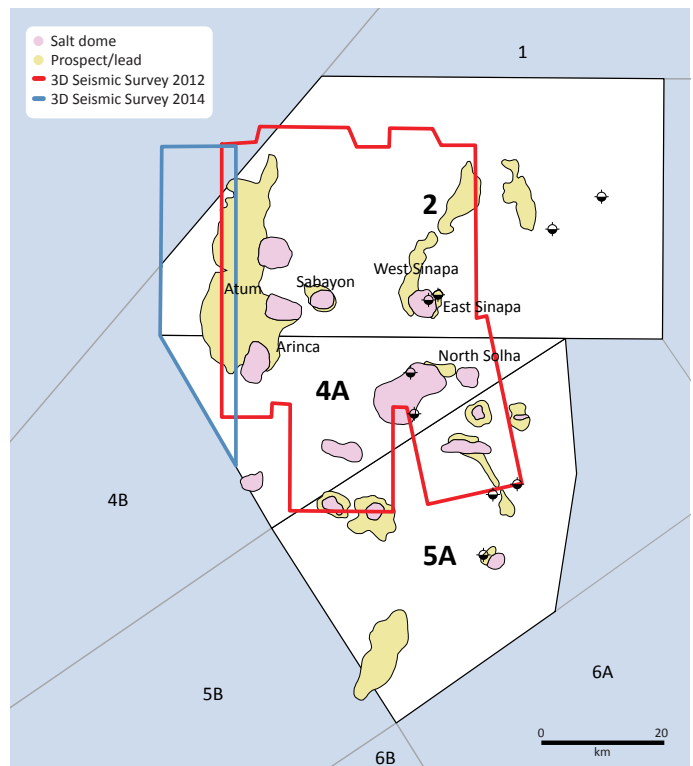 Salt dome
Prospect/lead
3D Seismic Survey 2012
3D Seismic Survey 2014
1
2
West Sinapa
Sabayon
Atum
East Sinapa
Arinca
North Solha
4A
4B
5A
6A
5B
0 20
km
6B